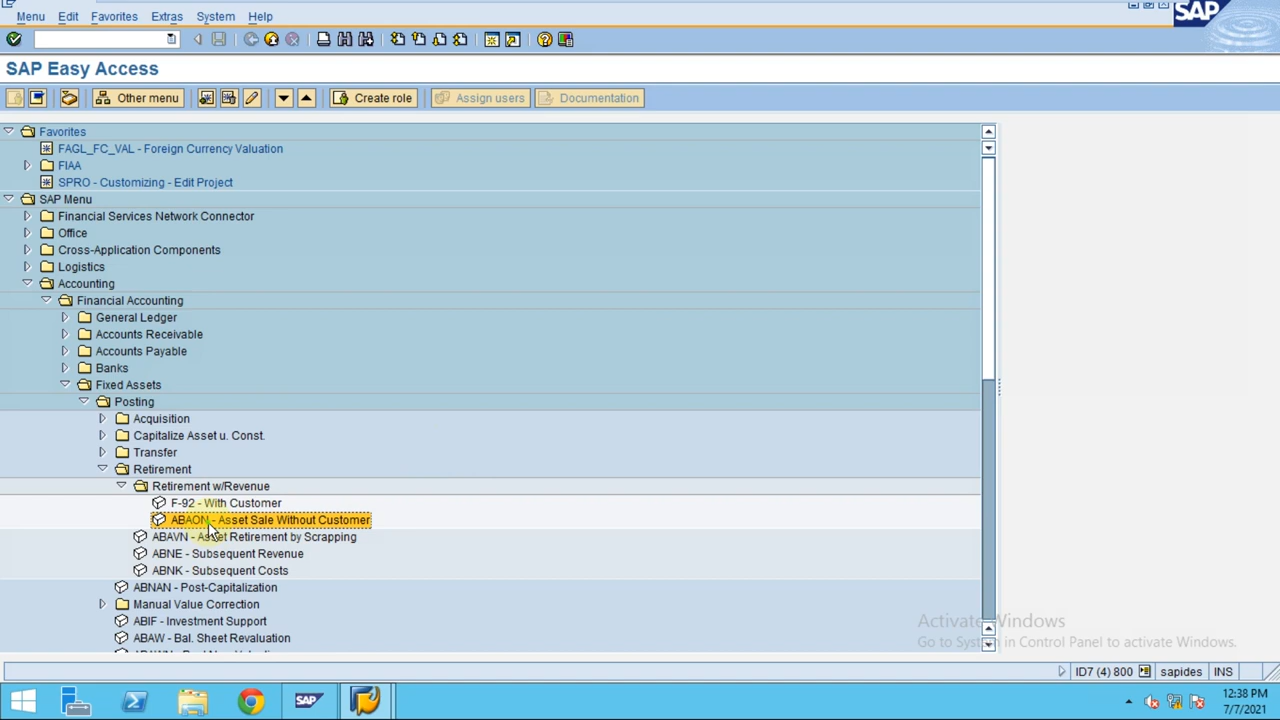 Menu Edit Favorites Extras System Help
SAP
SAP Easy Access
Other menu Create role Assign users Documentation
Favorites
FAGL_FC_VAL - Foreign Currency Valuation
FIAA
SPRO - Customizing - Edit Project
SAP Menu
Financial Services Network Connector
Office
Cross-Application Components
Logistics
Accounting
Financial Accounting
General Ledger
Accounts Receivable
Accounts Payable
Banks
Fixed Assets
Posting
Acquisition
Capitalize Asset u. Const.
Transfer
Retirement
Retirement w/Revenue
F-92 - With Customer
ABAON - Asset Sale Without Customer
ABAVN - Asset Retirement by Scrapping
ABNE - Subsequent Revenue
ABNK - Subsequent Costs
ABNAN - Post-Capitalization
Manual Value Correction
ABIF - Investment Support
ABAW - Bal. Sheet Revaluation
Activate Windows
Go to System in Control Panel to activate Windows.
ID7 (4) 800 sapides INS
SAP
12:38 PM
7/7/2021